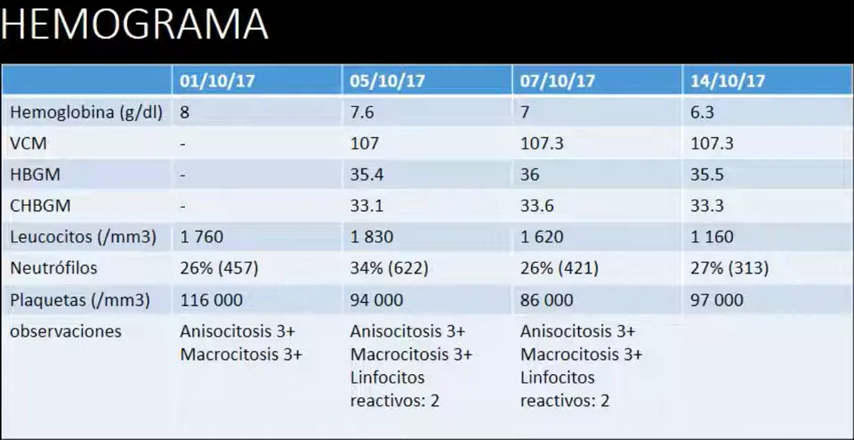 HEMOGRAMA
01/10/17 05/10/17 07/10/17 14/10/17
Hemoglobina (g/dl) 8 7.6 7 6.3
VCM - 107 107.3 107.3
HBGM - 35.4 36 35.5
CHBGM - 33.1 33.6 33.3
Leucocitos (/mm3) 1 760 1 830 1 620 1 160
Neutrófilos 26% (457) 34% (622) 26% (421) 27% (313)
Plaquetas (/mm3) 116 000 94 000 86 000 97 000
observaciones Anisocitosis 3+ Anisocitosis 3+ Anisocitosis 3+
Macrocitosis 3+ Macrocitosis 3+ Macrocitosis 3+
Linfocitos Linfocitos
reactivos: 2 reactivos: 2